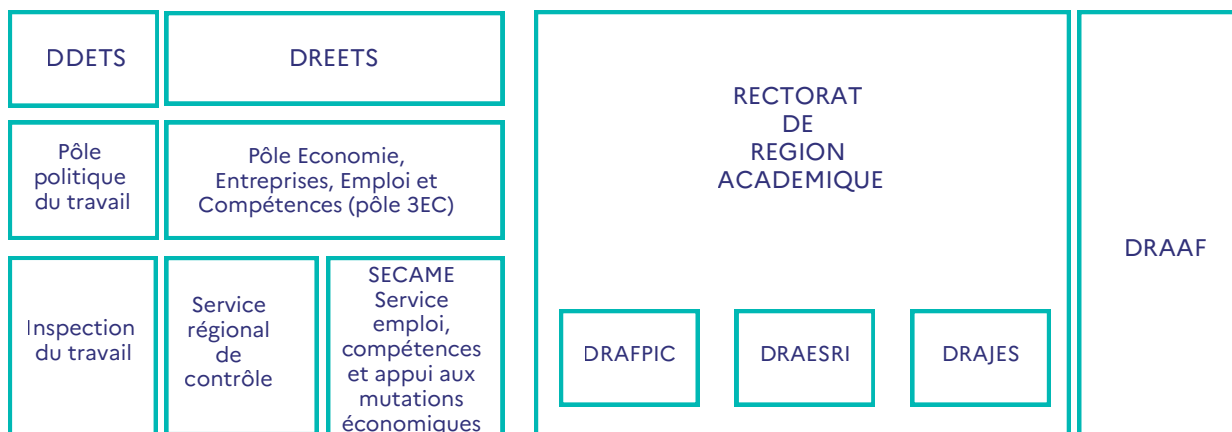 DDETS
DREETS
Pôle
politique
du travail
Pôle Economie,
Entreprises, Emploi et
Compétences (pôle 3EC)
Inspection
du travail
Service
régional
de
contrôle
SECAME
Service
emploi,
compétences
et appui aux
mutations
économiques
RECTORAT
DE
REGION
ACADEMIQUE
DRAFPIC
DRAESRI
DRAJES
DRAAF